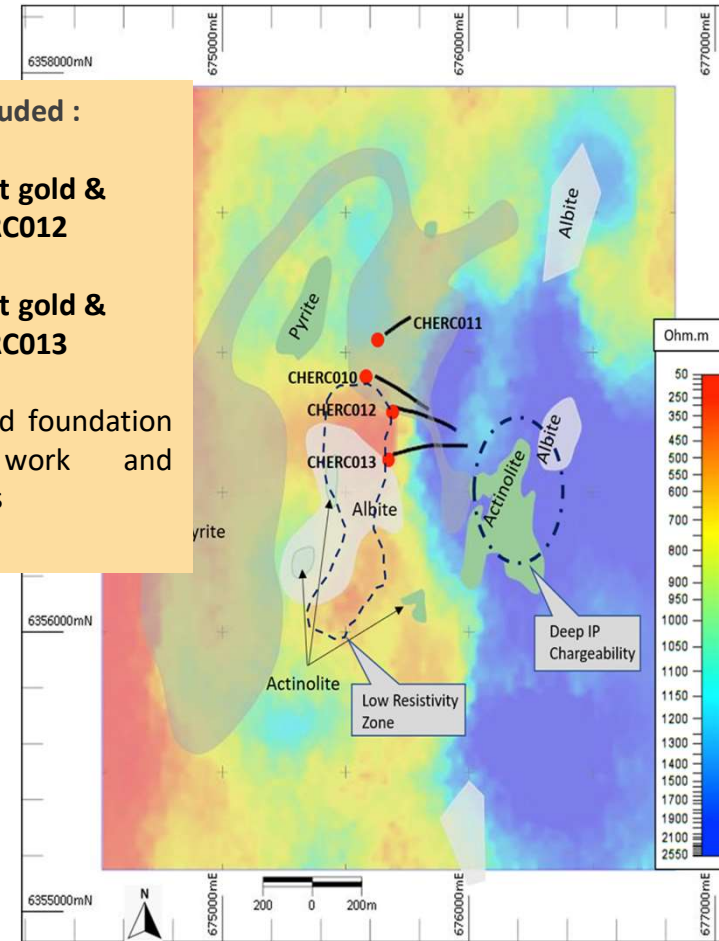 675000mE
676000mE
677000mE
6358000mN
uded :
t gold &
RC012
t gold &
RC013
d foundation
work and
s
Albite
Pyrite
CHERC011
CHERC010
CHERC012
CHERC013
Albite
Actinolite
Albite
yrite
Ohm.m
50
250
350
450
500
550
600
700
800
900
950
1050
1100
1150
1200
1300
1400
1500
1700
1900
2100
2550
6356000mN
Deep IP
Chargeability
Actinolite
Low Resistivity
Zone
N
200 0 200m
6355000mN
675000mE
676000mE
677000mE